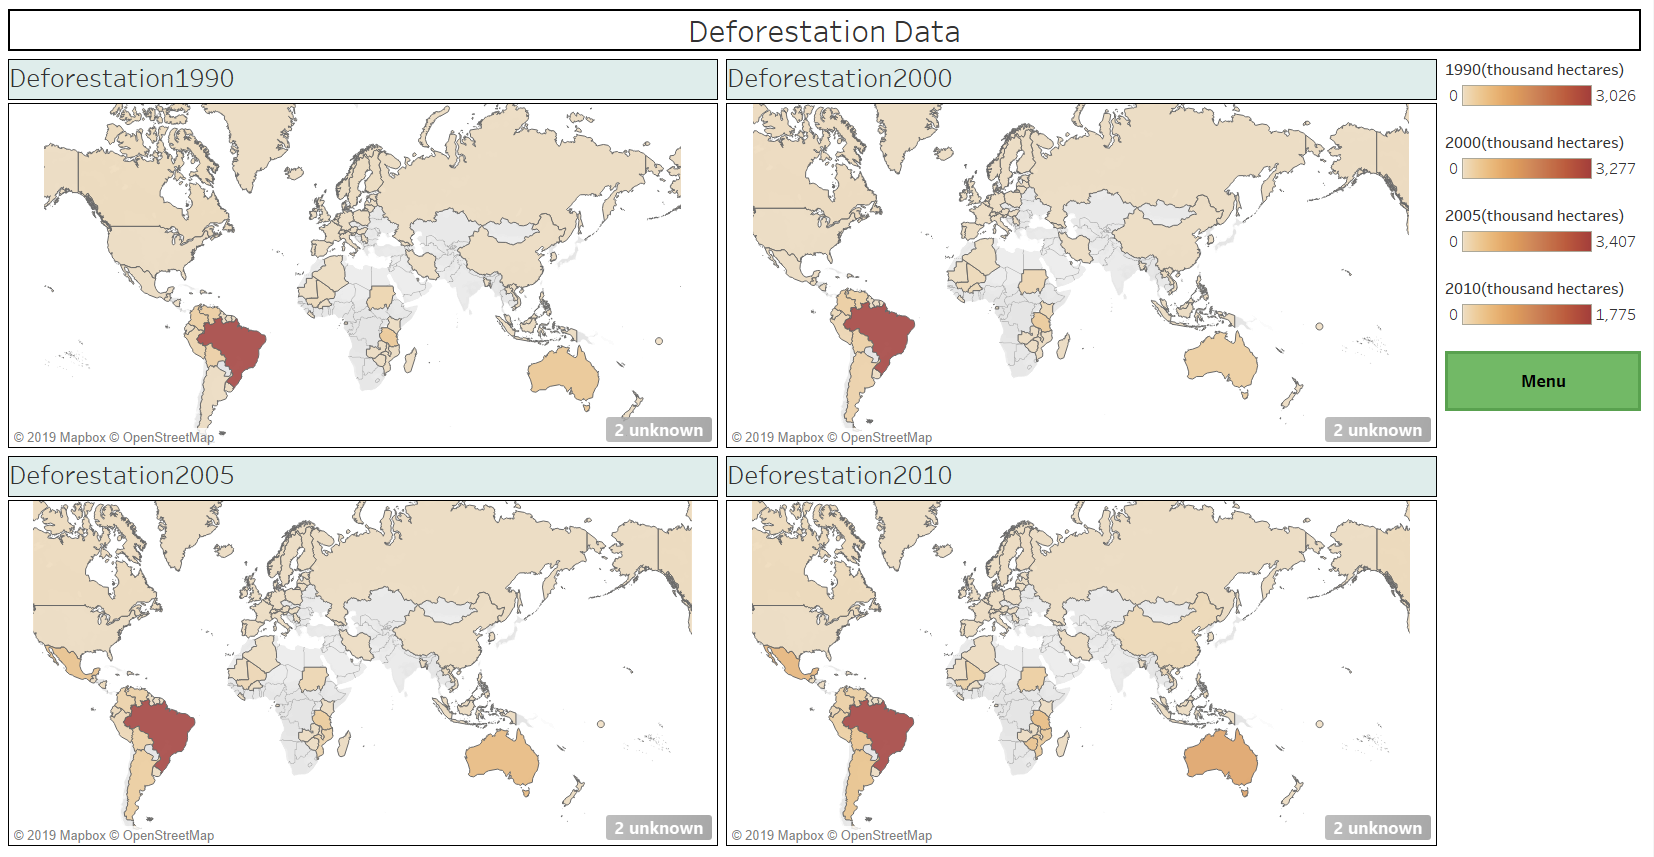 Deforestation Data
Deforestation1990
Deforestation2000
1990(thousand hectares)
0 3,026
2000(thousand hectares)
0 3,277
2005(thousand hectares)
0 3,407
2010(thousand hectares)
0 1,775
Menu
© 2019 Mapbox © OpenStreetMap
2 unknown
© 2019 Mapbox © OpenStreetMap
2 unknown
Deforestation2005
Deforestation2010
© 2019 Mapbox © OpenStreetMap
2 unknown
© 2019 Mapbox © OpenStreetMap
2 unknown